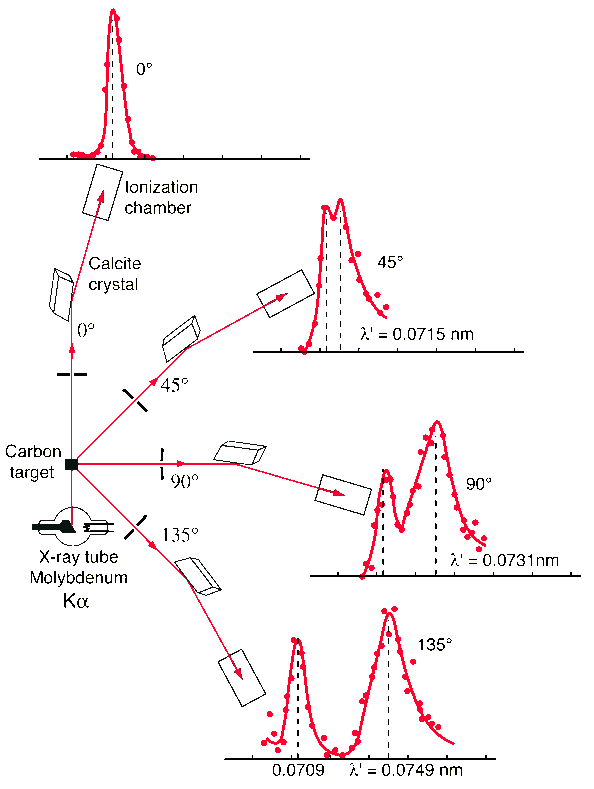 0°
Ionization
chamber
Calcite
crystal
0°
45°
λ' = 0.0715 nm
45°
Carbon
target
90°
90°
λ' = 0.0731nm
135°
X-ray tube
Molybdenum
Kα
135°
0.0709
λ' = 0.0749 nm